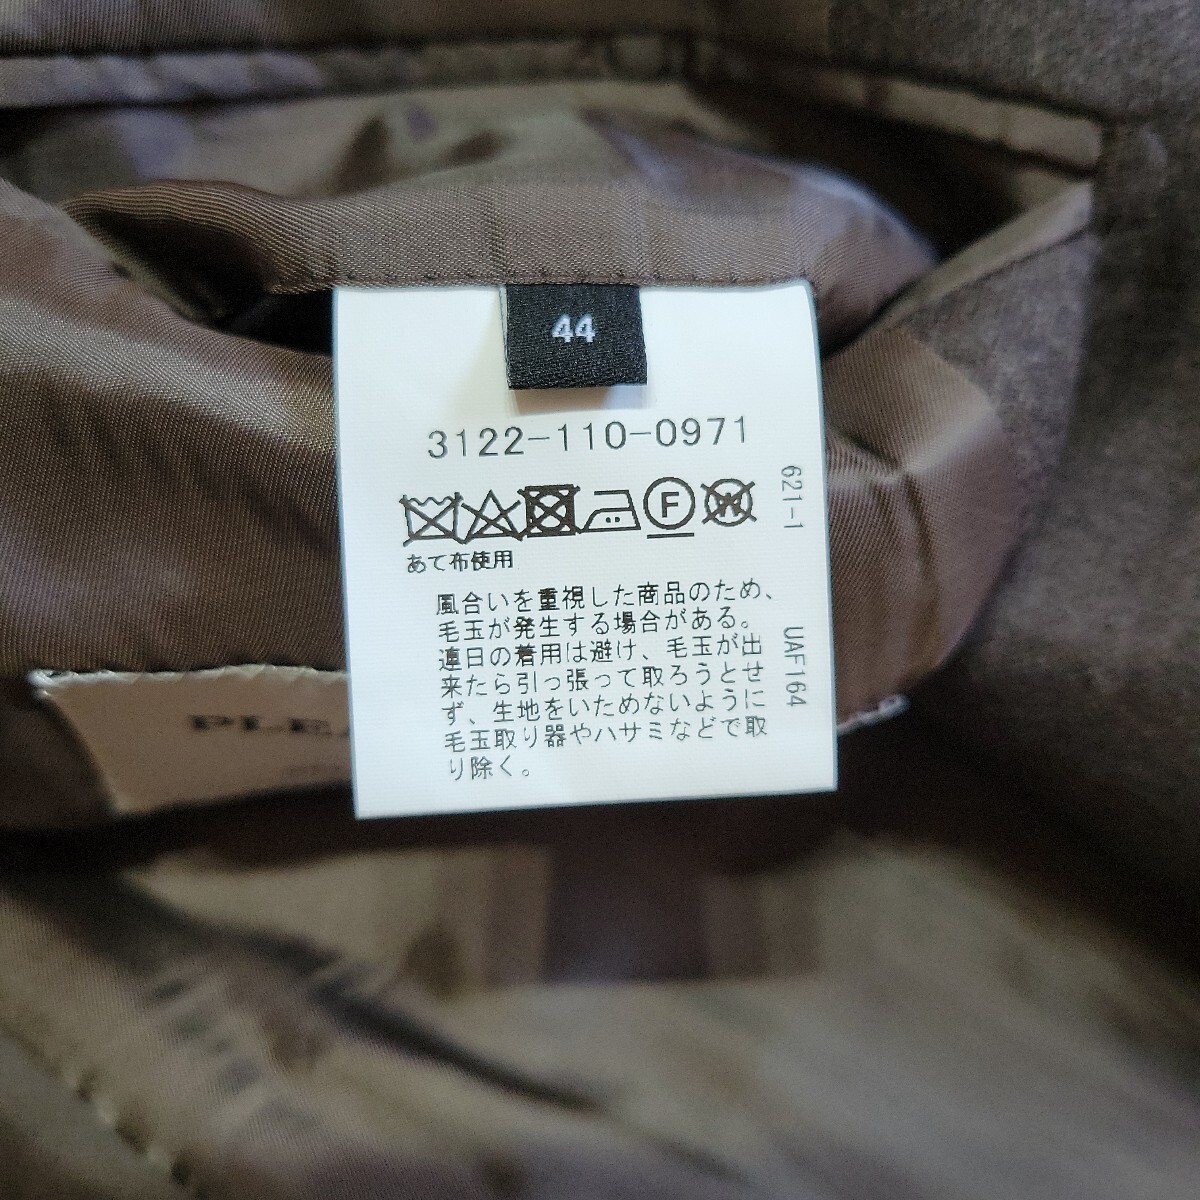 44
3122-110-0971
F
W
あて布使用
風合いを重視した商品のため、
毛玉が発生する場合がある。
連日の着用は避け、毛玉が出
来たら引っ張って取ろうとせ
ず、生地をいためないように
毛玉取り器やハサミなどで取
り除く。
621-1
UAF164